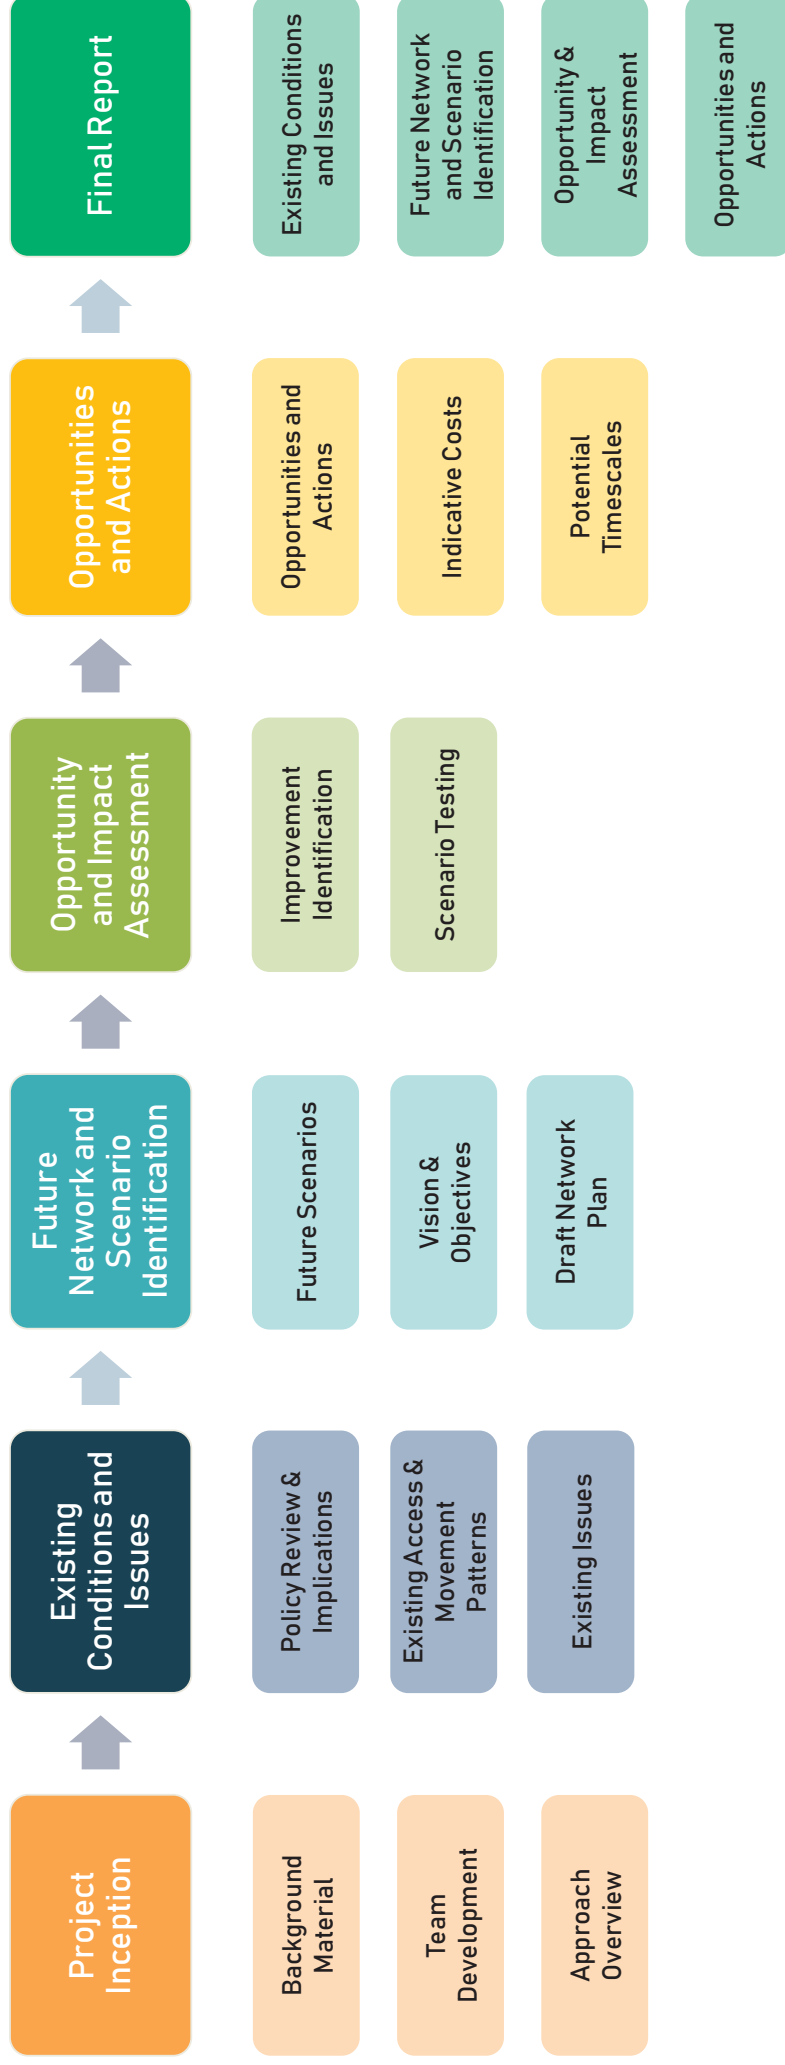 Project
Inception
Background
Material
Team
Development
Approach
Overview
Existing
Conditions and
Issues
Policy Review &
Implications
Existing Access &
Movement
Patterns
Existing Issues
Future
Network and
Scenario
Identification
Future Scenarios
Vision &
Objectives
Draft Network
Plan
Opportunity
and Impact
Assessment
Improvement
Identification
Scenario Testing
Opportunities
and Actions
Opportunities and
Actions
Indicative Costs
Potential
Timescales
Final Report
Existing Conditions
and Issues
Future Network
and Scenario
Identification
Opportunity &
Impact
Assessment
Opportunities and
Actions